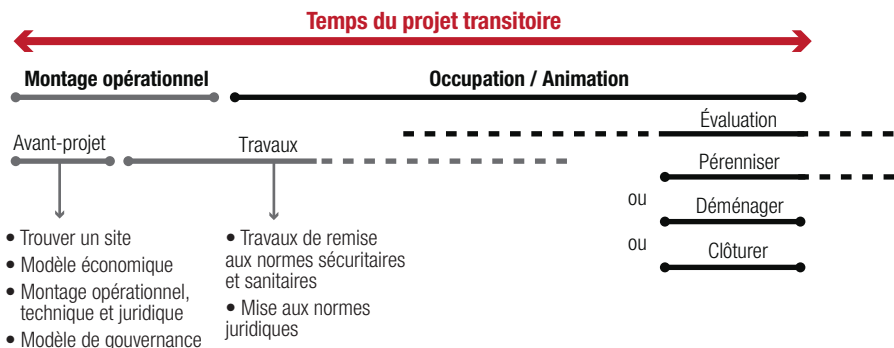 Temps du projet transitoire
Montage opérationnel
Occupation / Animation
Évaluation
Avant-projet
Travaux
Pérenniser
ou
Déménager
ou
Clôturer
• Trouver un site
• Modèle économique
• Montage opérationnel,
technique et juridique
• Modèle de gouvernance
• Travaux de remise
aux normes sécuritaires
et sanitaires
• Mise aux normes
juridiques